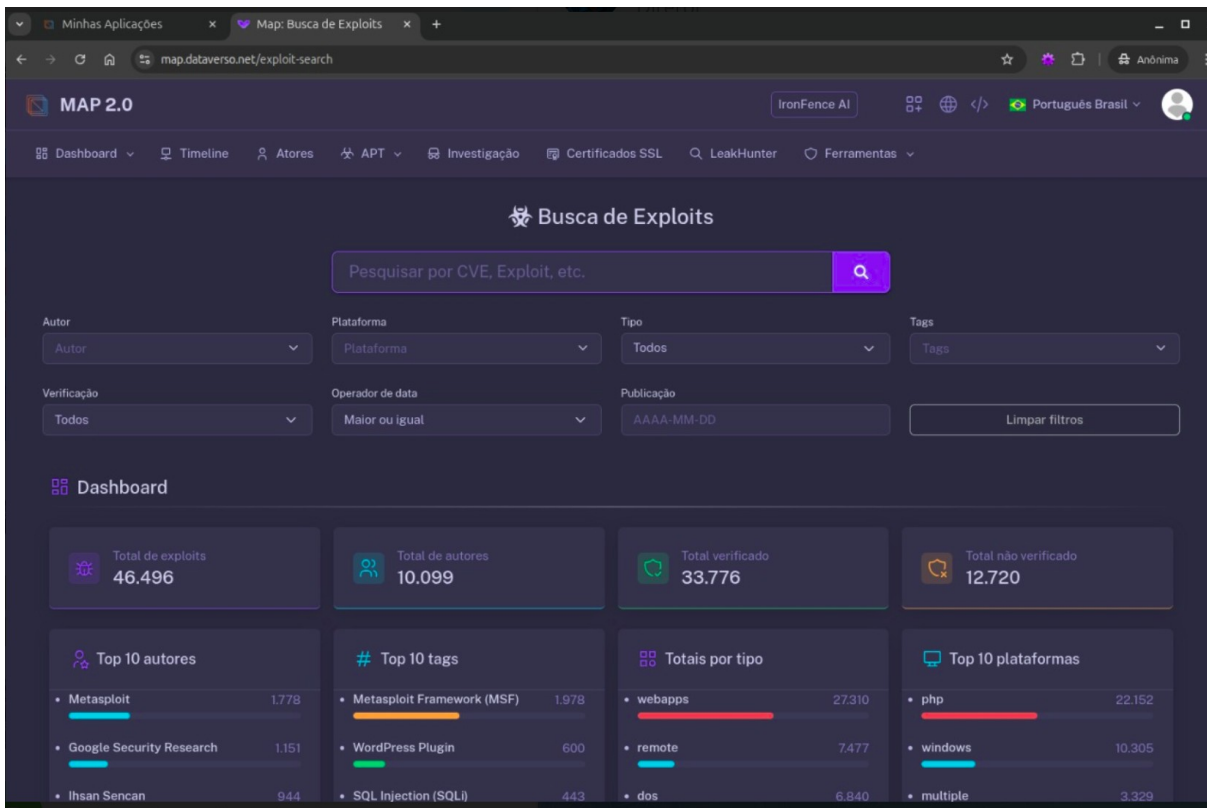 Minhas Aplicações
Map: Busca de Exploits
map.dataverso.net/exploit-search
Anônima
MAP 2.0
IronFence AI
Português Brasil
Dashboard
Timeline
Atores
APT
Investigação
Certificados SSL
LeakHunter
Ferramentas
Busca de Exploits
Pesquisar por CVE, Exploit, etc.
Autor
Plataforma
Tipo
Tags
Autor
Plataforma
Todos
Tags
Verificação
Operador de data
Publicação
Todos
Maior ou igual
AAAA-MM-DD
Limpar filtros
Dashboard
Total de exploits
46.496
Total de autores
10.099
Total verificado
33.776
Total não verificado
12.720
Top 10 autores
Metasploit 1.778
Google Security Research 1.151
Ihsan Sencan 944
Top 10 tags
Metasploit Framework (MSF) 1.978
WordPress Plugin 600
SQL Injection (SQLi) 443
Totais por tipo
webapps 27.310
remote 7.477
dos 6.840
Top 10 plataformas
php 22.152
windows 10.305
multiple 3.329